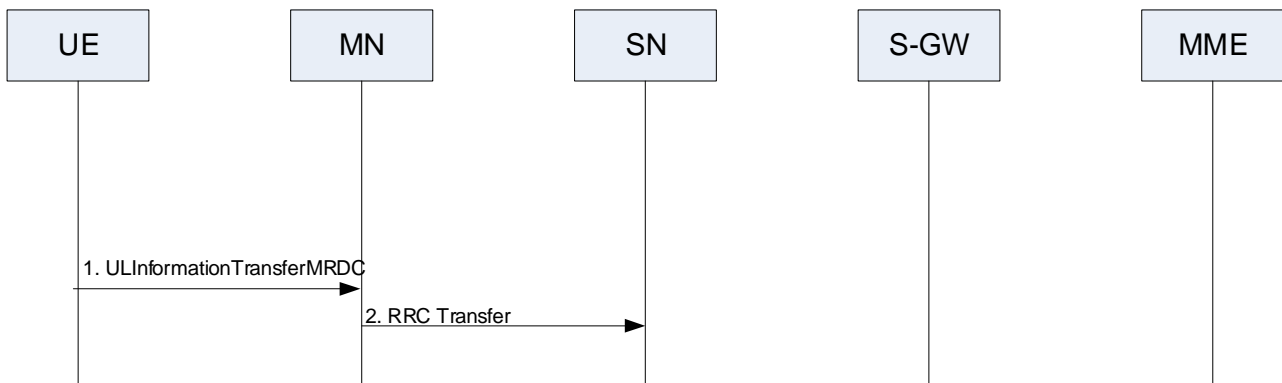 UE
MN
SN
S-GW
MME
1. ULInformationTransferMRDC
2. RRC Transfer